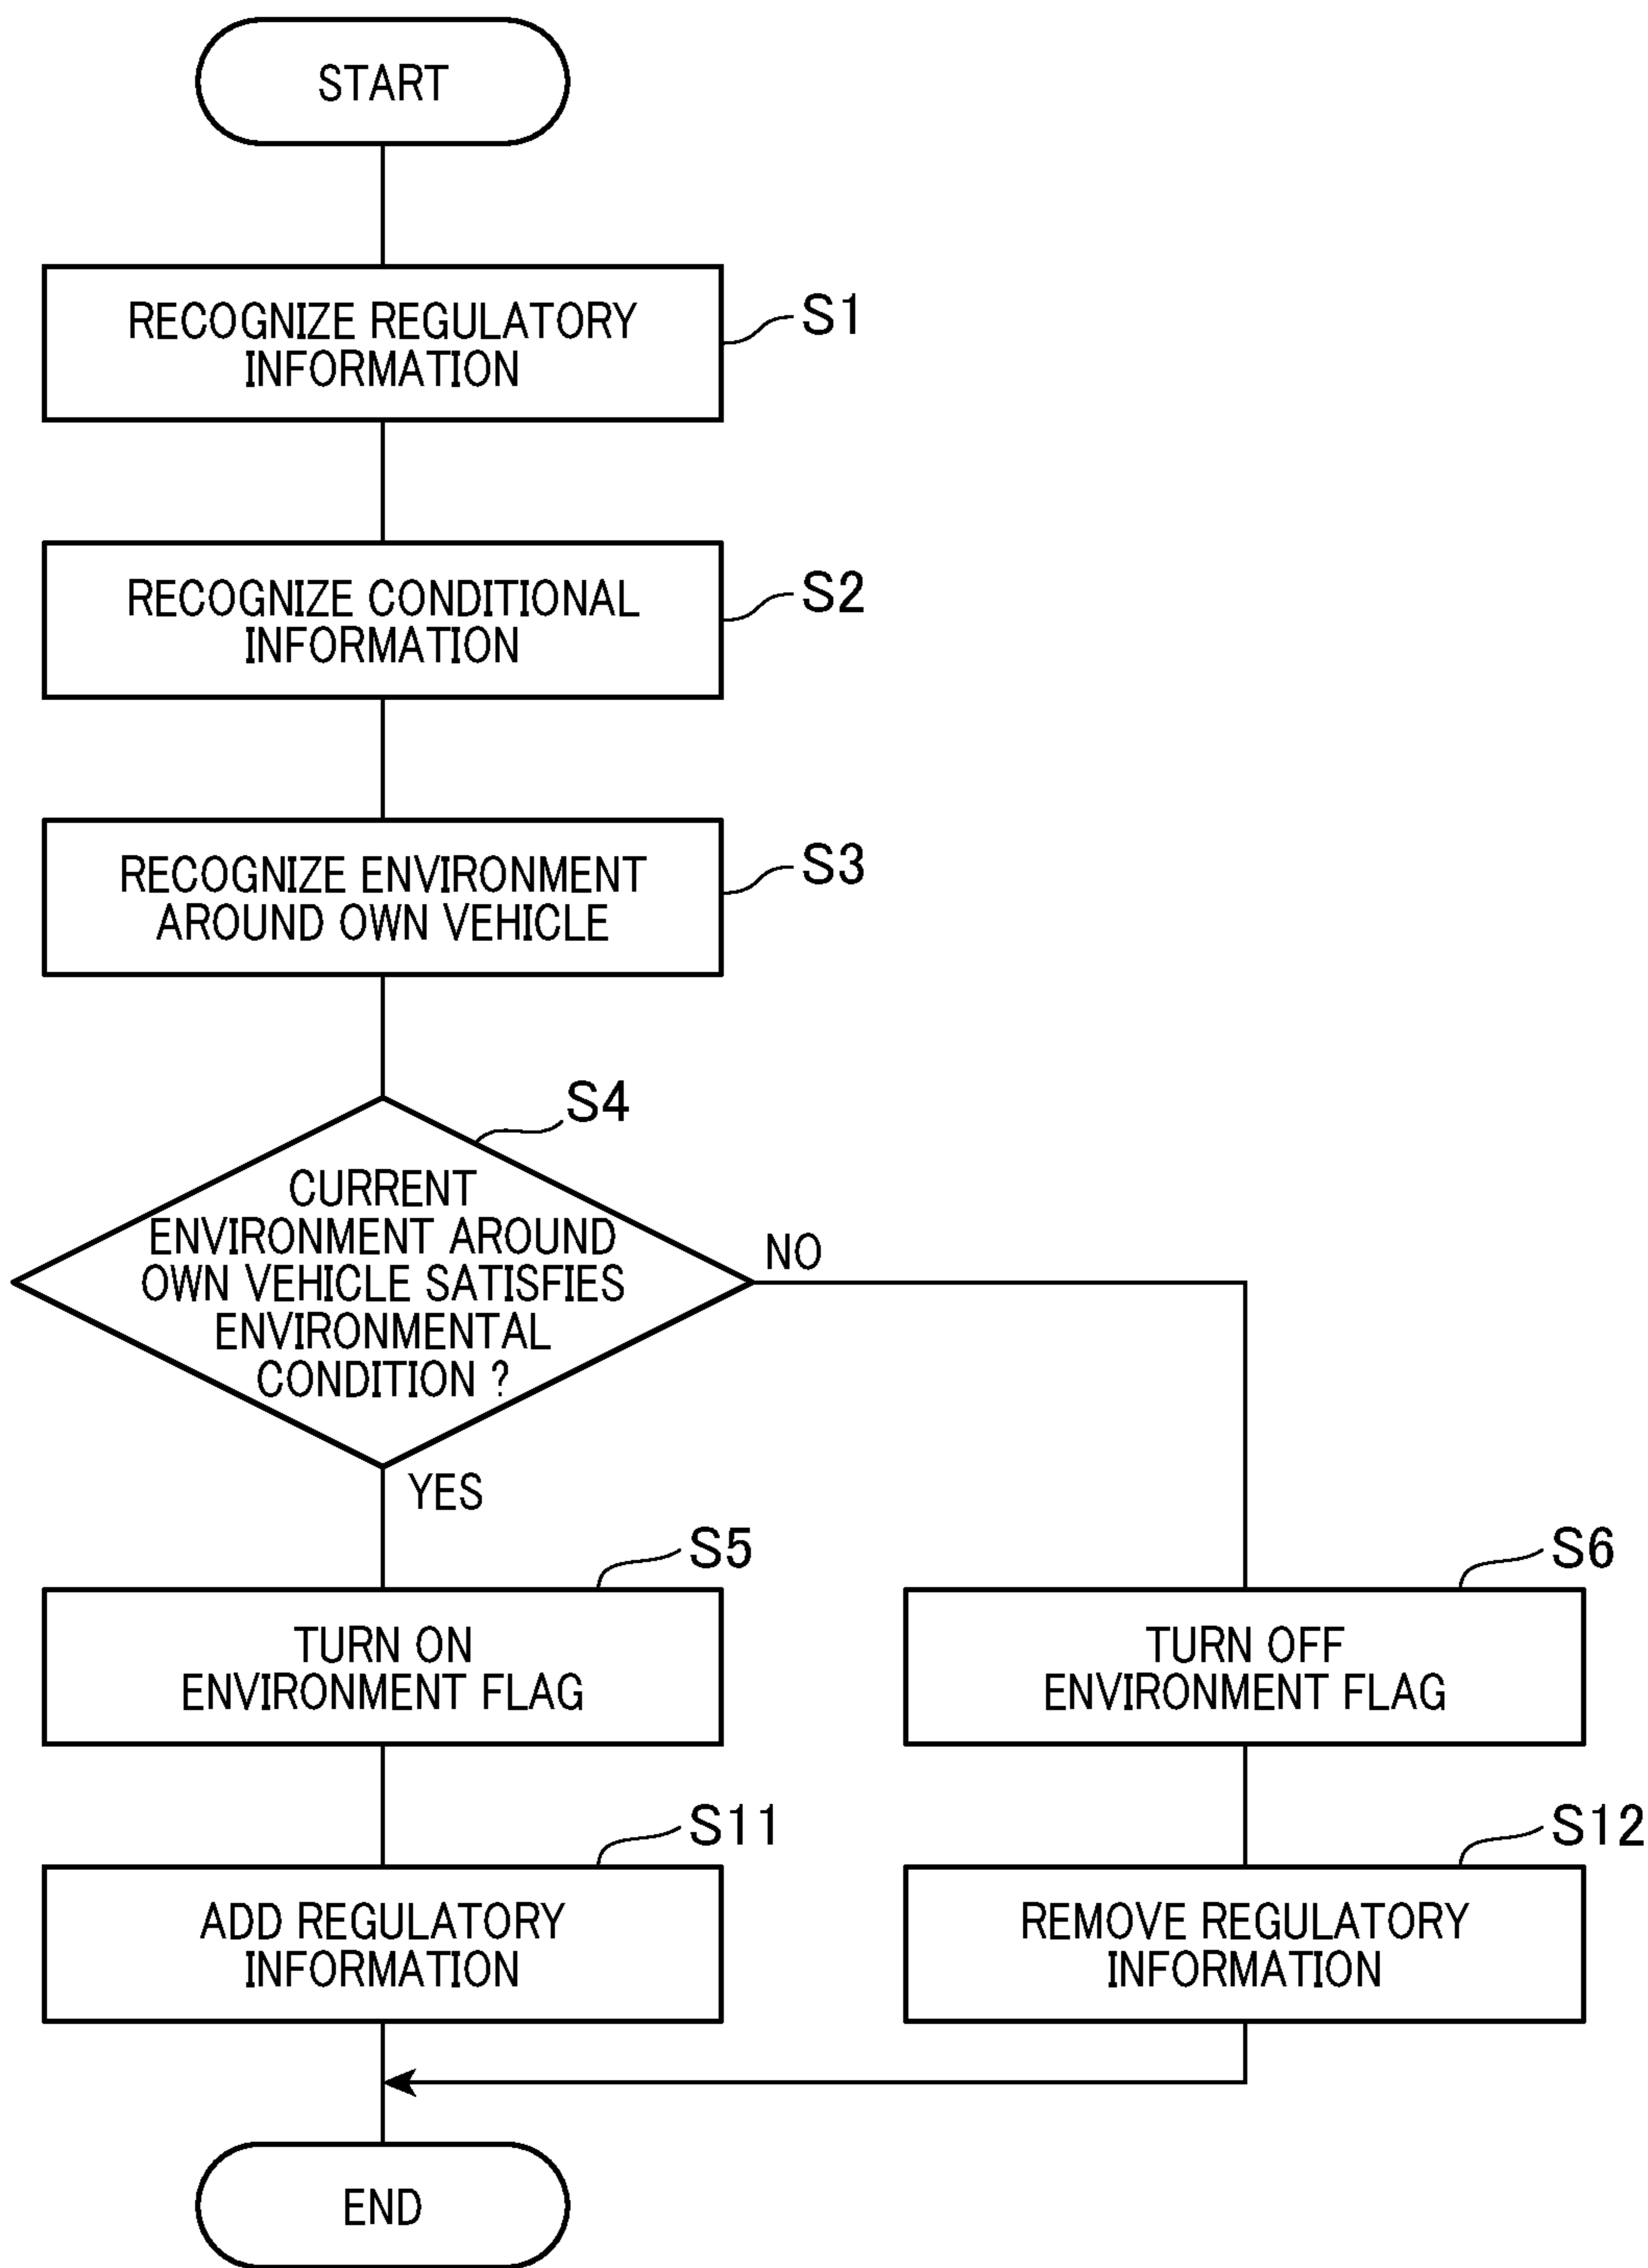 START
RECOGNIZE REGULATORY
INFORMATION
S1
RECOGNIZE CONDITIONAL
INFORMATION
S2
RECOGNIZE ENVIRONMENT
AROUND OWN VEHICLE
S3
S4
CURRENT
ENVIRONMENT AROUND
OWN VEHICLE SATISFIES
ENVIRONMENTAL
CONDITION ?
NO
YES
S5
TURN ON
ENVIRONMENT FLAG
S6
TURN OFF
ENVIRONMENT FLAG
S11
ADD REGULATORY
INFORMATION
S12
REMOVE REGULATORY
INFORMATION
END